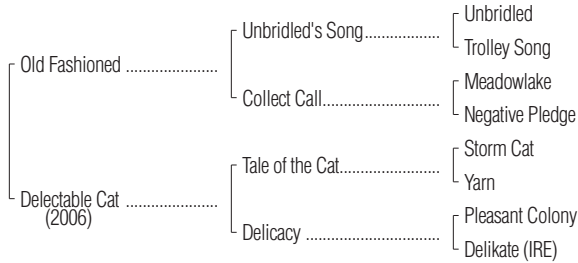 Unbridled
Unbridled's Song
Trolley Song
Old Fashioned
Meadowlake
Collect Call
Negative Pledge
Storm Cat
Tale of the Cat
Yarn
Delectable Cat
(2006)
Pleasant Colony
Delicacy
Delikate (IRE)